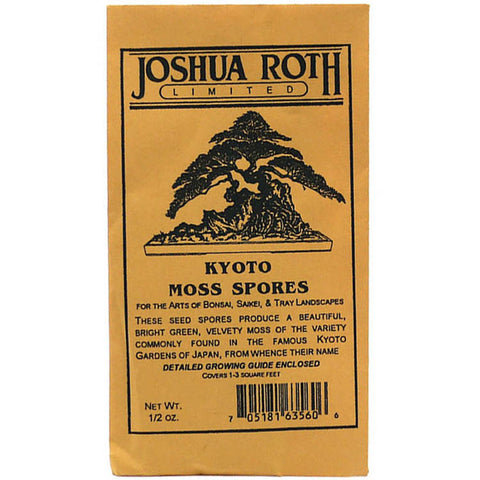 JOSHUA ROTH
LIMITED
KYOTO
MOSS SPORES
FOR THE ARTS OF BONSAI, SAIKEI, & TRAY LANDSCAPES
THESE SEED SPORES PRODUCE A BEAUTIFUL,
BRIGHT GREEN, VELVETY MOSS OF THE VARIETY
COMMONLY FOUND IN THE FAMOUS KYOTO
GARDENS OF JAPAN, FROM WHENCE THEIR NAME
DETAILED GROWING GUIDE ENCLOSED
COVERS 1-3 SQUARE FEET
NET WT.
1/2 OZ.
7 05181 63560 6